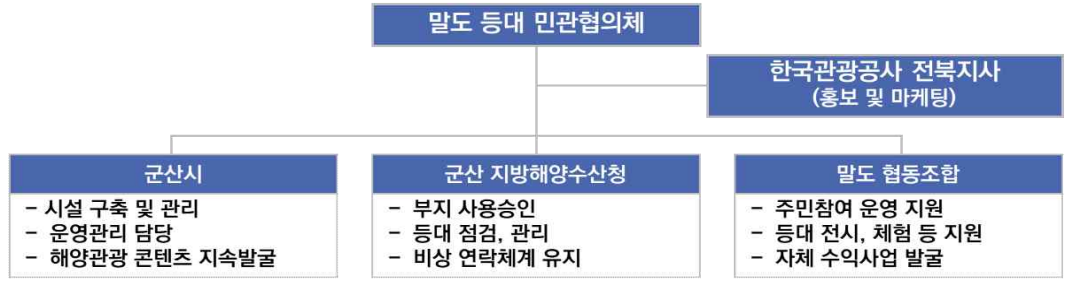 말도 등대 민관협의체
한국관광공사 전북지사
(홍보 및 마케팅)
군산시
- 시설 구축 및 관리
- 운영관리 담당
- 해양관광 콘텐츠 지속발굴
군산 지방해양수산청
- 부지 사용승인
- 등대 점검, 관리
- 비상 연락체계 유지
말도 협동조합
- 주민참여 운영 지원
- 등대 전시, 체험 등 지원
- 자체 수익사업 발굴